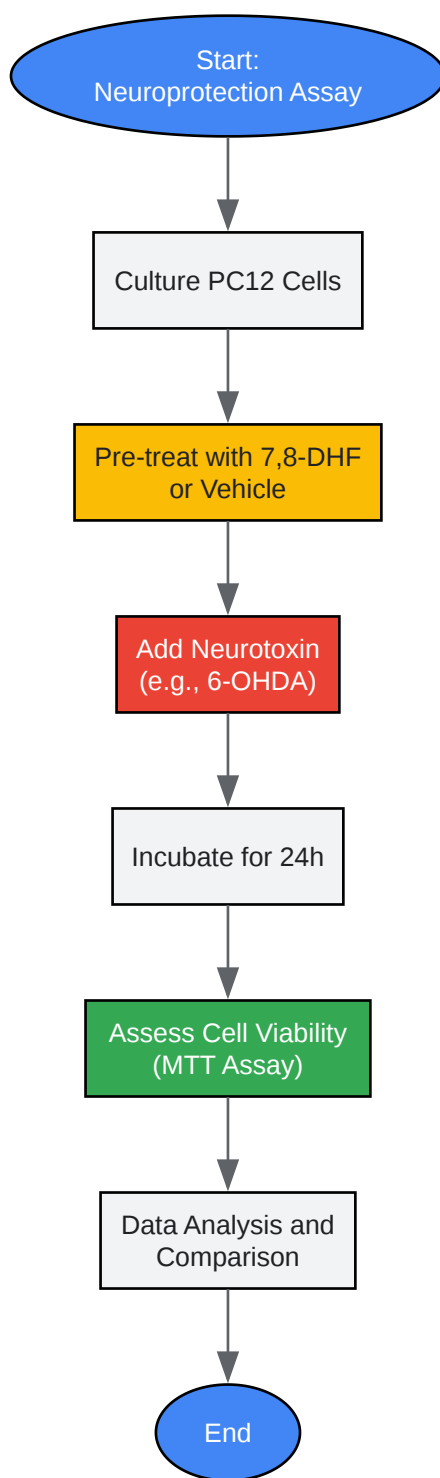 Start:
Neuroprotection Assay
Culture PC12 Cells
Pre-treat with 7,8-DHF
or Vehicle
Add Neurotoxin
(e.g., 6-OHDA)
Incubate for 24h
Assess Cell Viability
(MTT Assay)
Data Analysis and
Comparison
End